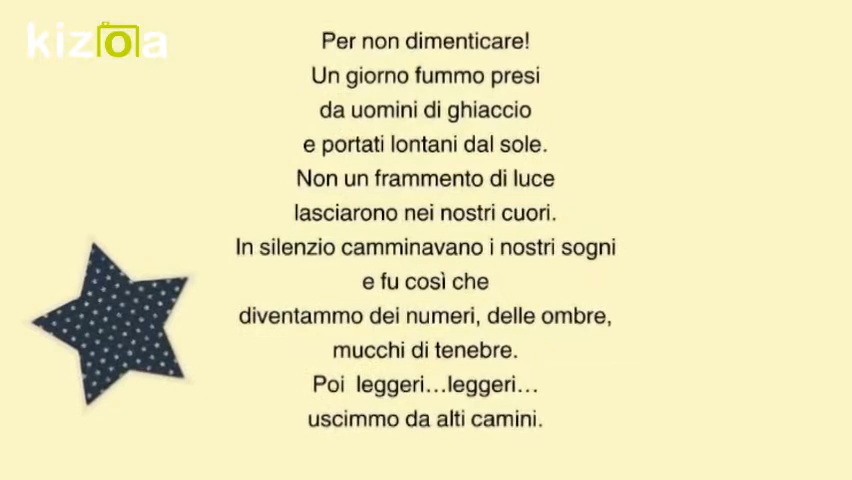 kizoa
Per non dimenticare!
Un giorno fummo presi
da uomini di ghiaccio
e portati lontani dal sole.
Non un frammento di luce
lasciarono nei nostri cuori.
In silenzio camminavano i nostri sogni
e fu così che
diventammo dei numeri, delle ombre,
mucchi di tenebre.
Poi  leggeri…leggeri…
uscimmo da alti camini.